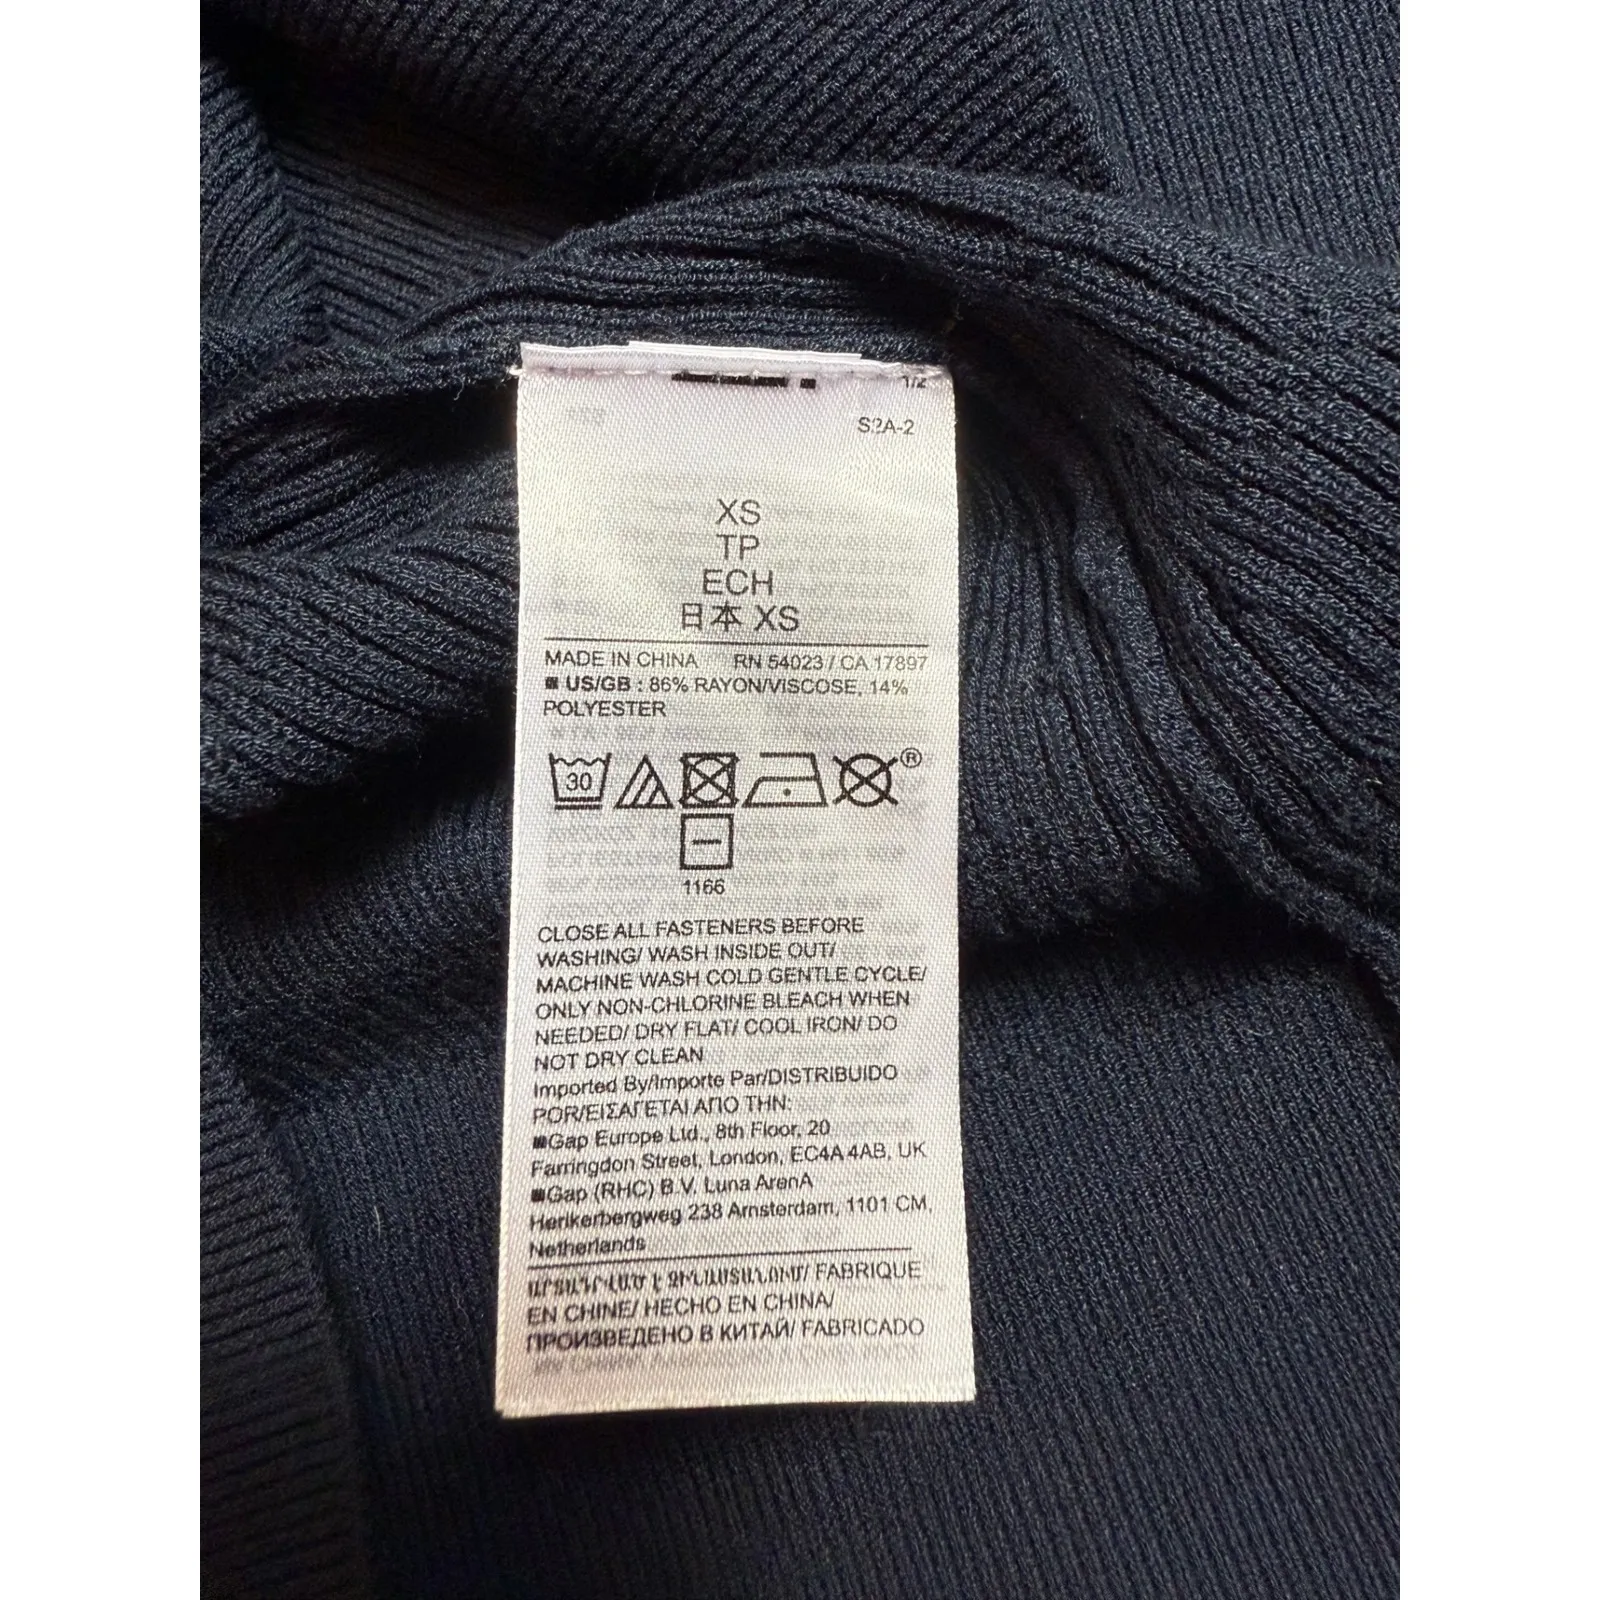 1/2
S2A-2
XS
TP
ECH
日本 XS
MADE IN CHINA RN 54023 / CA 17897
■ US/GB : 86% RAYON/VISCOSE, 14%
POLYESTER
30
®
1166
CLOSE ALL FASTENERS BEFORE
WASHING/ WASH INSIDE OUT/
MACHINE WASH COLD GENTLE CYCLE/
ONLY NON-CHLORINE BLEACH WHEN
NEEDED/ DRY FLAT/ COOL IRON/ DO
NOT DRY CLEAN
Imported By/Importe Par/DISTRIBUIDO
POR/ΕΙΣΑΓΕΤΑΙ ΑΠΟ ΤΗΝ:
■Gap Europe Ltd., 8th Floor, 20
Farringdon Street, London, EC4A 4AB, UK
■Gap (RHC) B.V. Luna ArenA
Herikerbergweg 238 Amsterdam, 1101 CM,
Netherlands
ԱՐՏԱԴՐՎԱԾ Է ՉԻՆԱՍՏԱՆՈՒՄ/ FABRIQUE
EN CHINE/ HECHO EN CHINA/
ПРОИЗВЕДЕНО В КИТАЙ/ FABRICADO